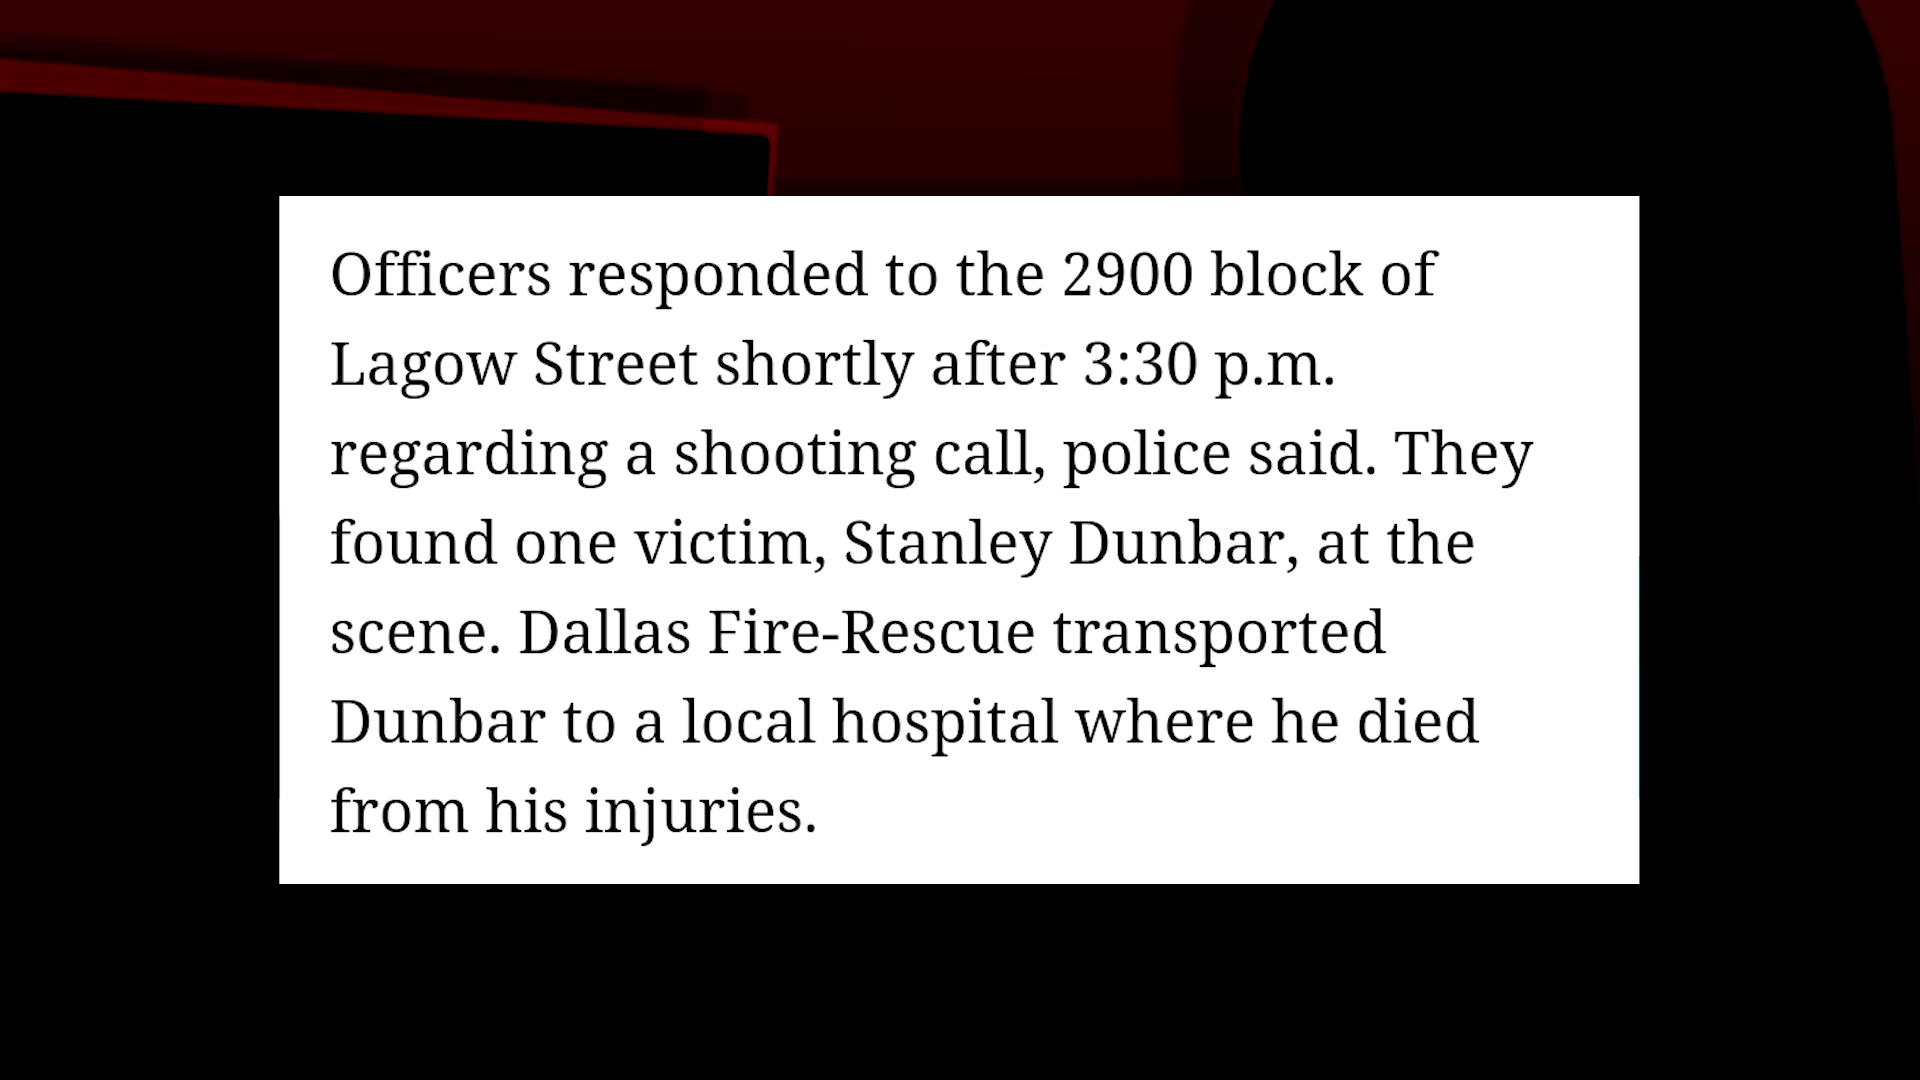 Officers responded to the 2900 block of
Lagow Street shortly after 3:30 p.m.
regarding a shooting call, police said. They
found one victim, Stanley Dunbar, at the
scene. Dallas Fire-Rescue transported
Dunbar to a local hospital where he died
from his injuries.